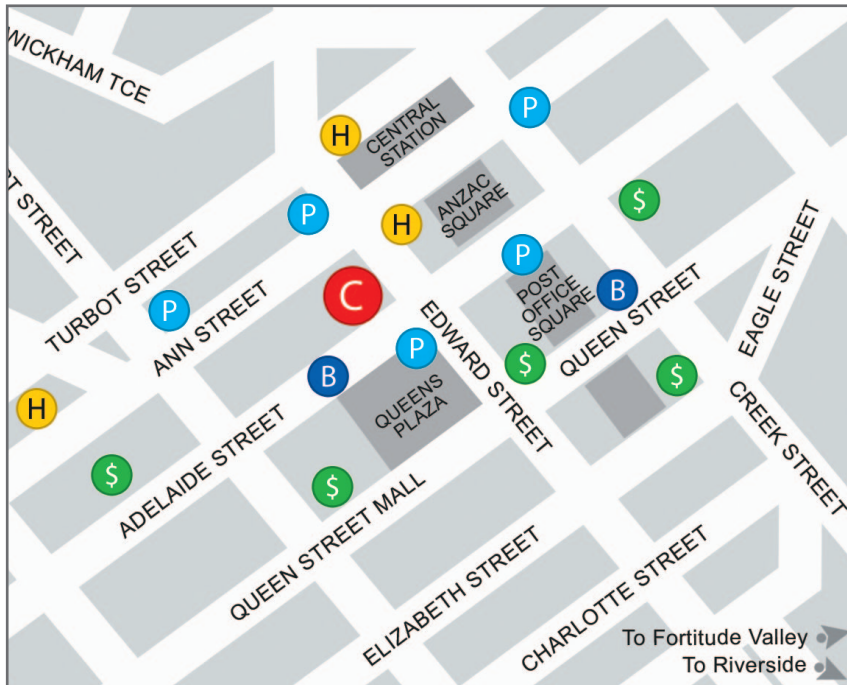 WICKHAM TCE
P
H
CENTRAL
STATION
$
P
H
ANZAC
SQUARE
P
TURBOT STREET
P
ANN STREET
C
POST
OFFICE
SQUARE
B
QUEEN STREET
EAGLE STREET
EDWARD STREET
P
B
QUEENS
PLAZA
$
$
H
$
ADELAIDE STREET
$
QUEEN STREET MALL
CREEK STREET
ELIZABETH STREET
CHARLOTTE STREET
To Fortitude Valley
To Riverside
STREET